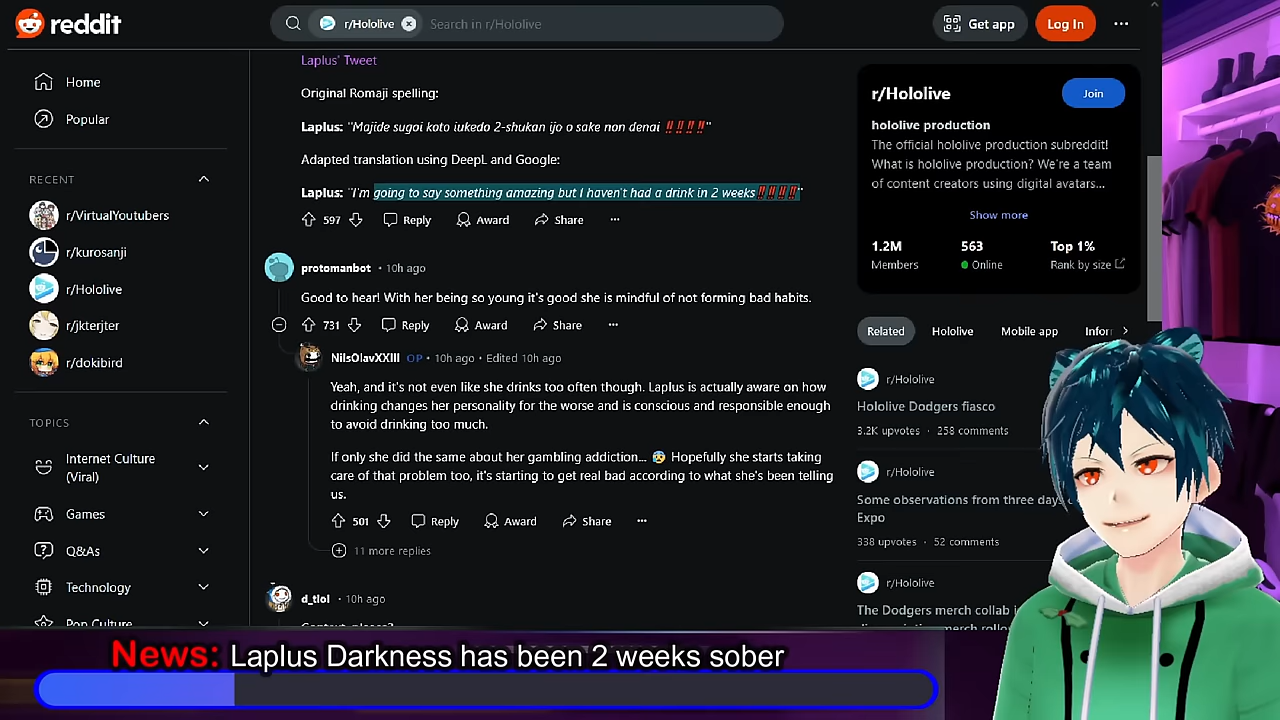 reddit
r/Hololive
Search in r/Hololive
Get app
Log In
Home
Popular
RECENT
r/VirtualYoutubers
r/kurosanji
r/Hololive
r/jkterjter
r/dokibird
TOPICS
Internet Culture
(Viral)
Games
Q&As
Technology
Pop Culture
Laplus' Tweet
Original Romaji spelling:
Laplus: "Majide sugoi koto iukedo 2-shukan ijo o sake non denai ‼️‼️‼️‼️"
Adapted translation using DeepL and Google:
Laplus: "I'm going to say something amazing but I haven't had a drink in 2 weeks‼️‼️‼️‼️"
597 Reply Award Share
protomanbot • 10h ago
Good to hear! With her being so young it's good she is mindful of not forming bad habits.
731 Reply Award Share
NilsOlavXXIII OP • 10h ago • Edited 10h ago
Yeah, and it's not even like she drinks too often though. Laplus is actually aware on how
drinking changes her personality for the worse and is conscious and responsible enough
to avoid drinking too much.
If only she did the same about her gambling addiction... 😰 Hopefully she starts taking
care of that problem too, it's starting to get real bad according to what she's been telling
us.
501 Reply Award Share
11 more replies
d_tlol • 10h ago
r/Hololive
Join
hololive production
The official hololive production subreddit!
What is hololive production? We're a team
of content creators using digital avatars...
Show more
1.2M 563 Top 1%
Members Online Rank by size
Related Hololive Mobile app
r/Hololive
Hololive Dodgers fiasco
3.2K upvotes · 258 comments
r/Hololive
Some observations from three days
Expo
338 upvotes · 52 comments
r/Hololive
The Dodgers merch collab
News: Laplus Darkness has been 2 weeks sober